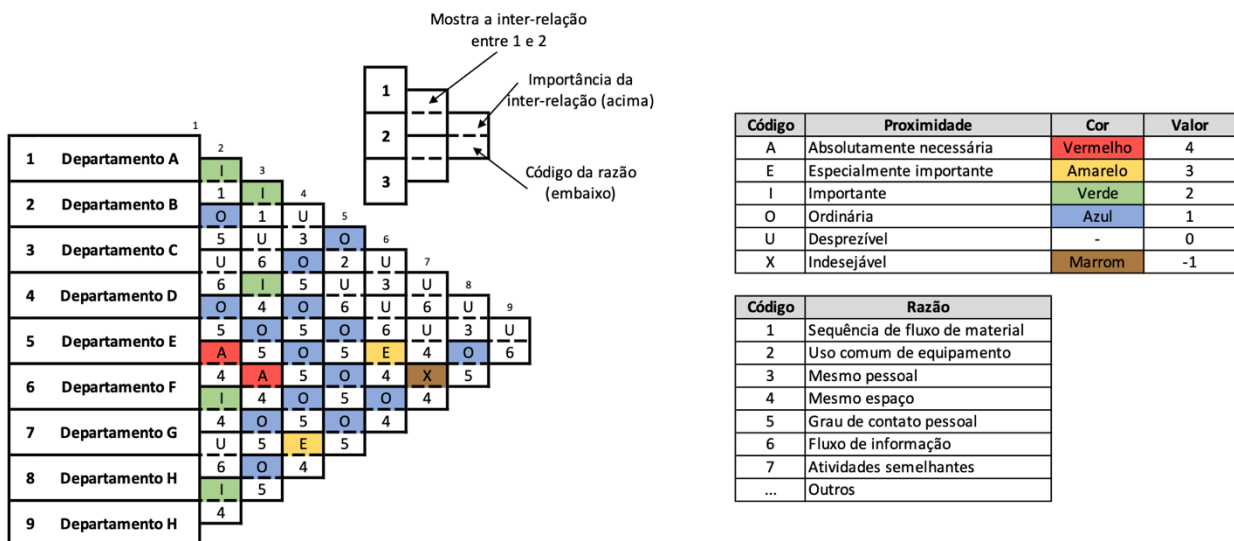 Mostra a inter-relação
entre 1 e 2
1
Importância da
inter-relação (acima)
2
Código da razão
(embaixo)
3
1
2
1 Departamento A
I 3
1 I 4
2 Departamento B
O 1 U 5
5 U 3 O 6
3 Departamento C
U 6 O 2 U 7
6 I 5 U 3 U 8
4 Departamento D
O 4 O 6 U 6 U 9
5 O 5 O 6 U 3 U
5 Departamento E
A 5 O 5 E 4 O 6
4 A 5 O 4 X 5
6 Departamento F
I 4 O 5 O 4
4 O 5 O 4
7 Departamento G
U 5 E 5
6 O 4
8 Departamento H
I 5
4
9 Departamento H
Código Proximidade Cor Valor
A Absolutamente necessária Vermelho 4
E Especialmente importante Amarelo 3
I Importante Verde 2
O Ordinária Azul 1
U Desprezível - 0
X Indesejável Marrom -1
Código Razão
1 Sequência de fluxo de material
2 Uso comum de equipamento
3 Mesmo pessoal
4 Mesmo espaço
5 Grau de contato pessoal
6 Fluxo de informação
7 Atividades semelhantes
... Outros